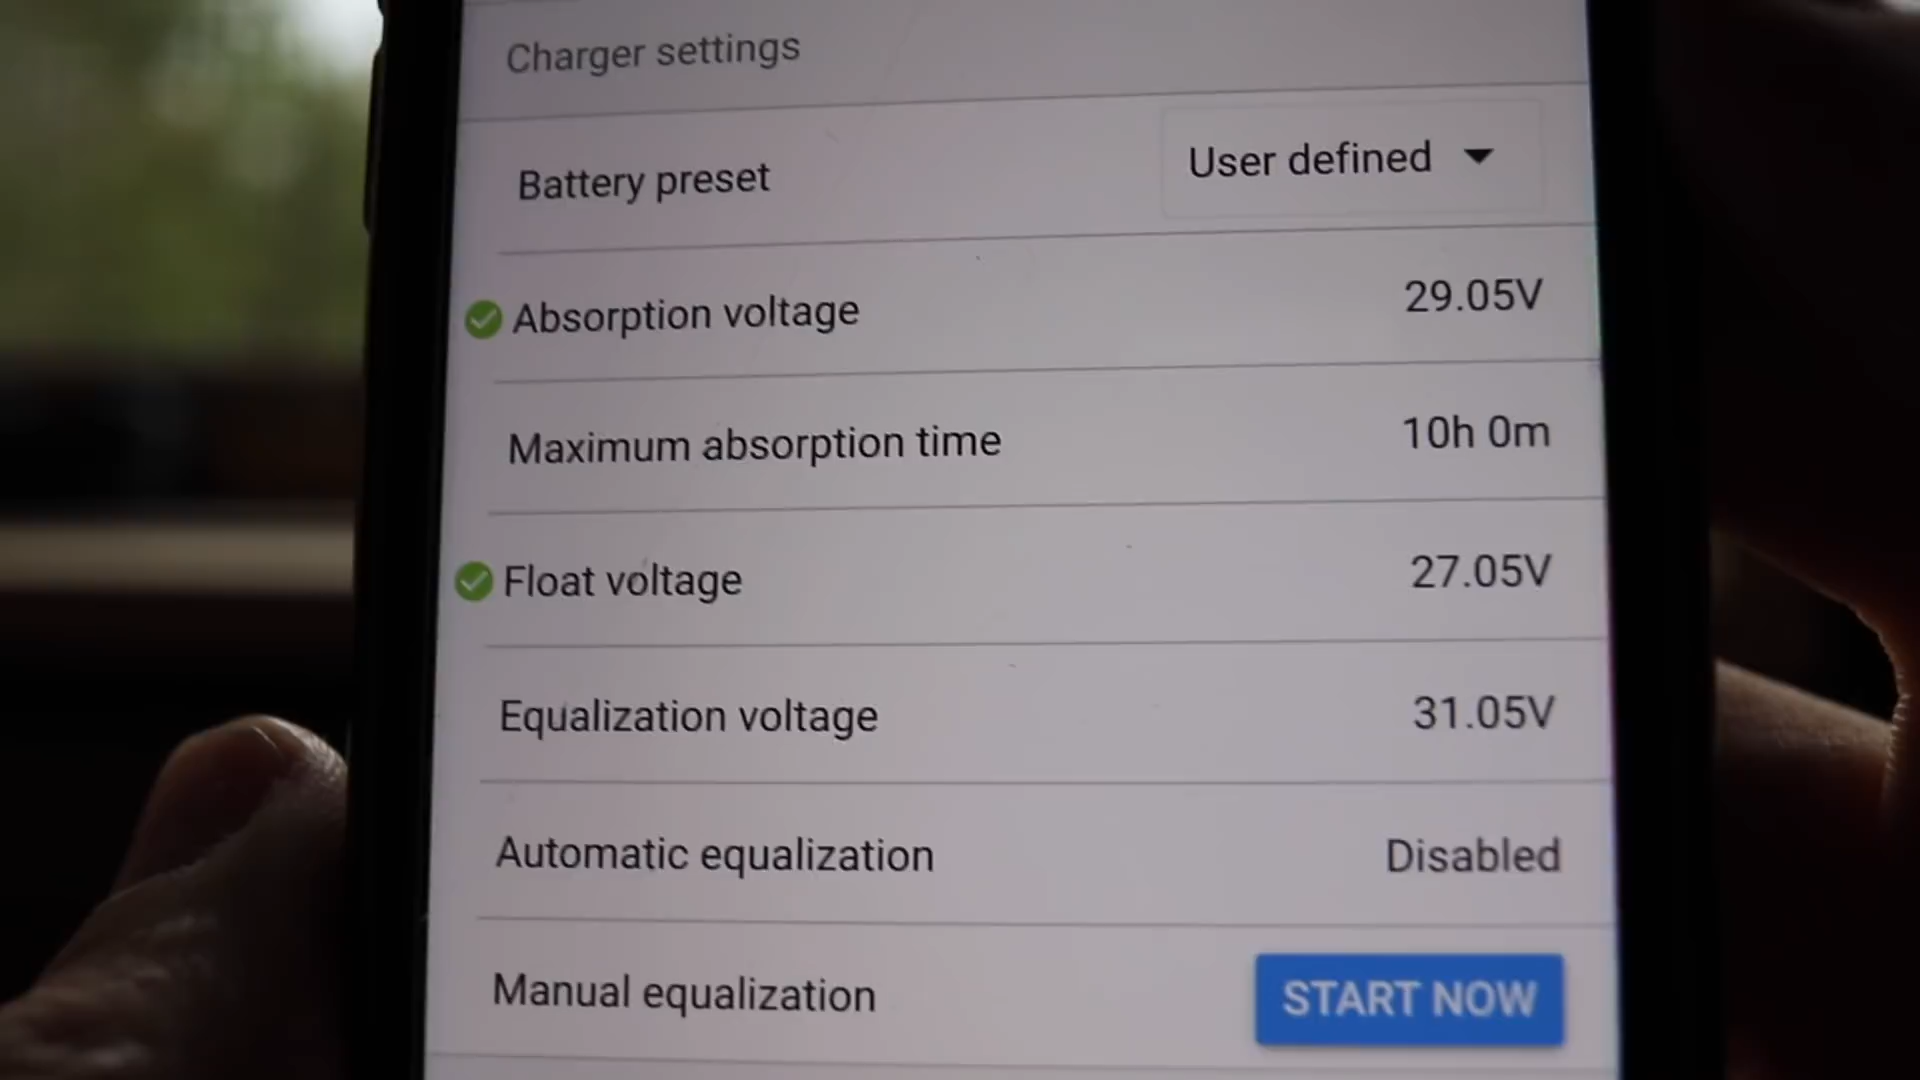 Charger settings
Battery preset User defined
Absorption voltage 29.05V
Maximum absorption time 10h 0m
Float voltage 27.05V
Equalization voltage 31.05V
Automatic equalization Disabled
Manual equalization START NOW